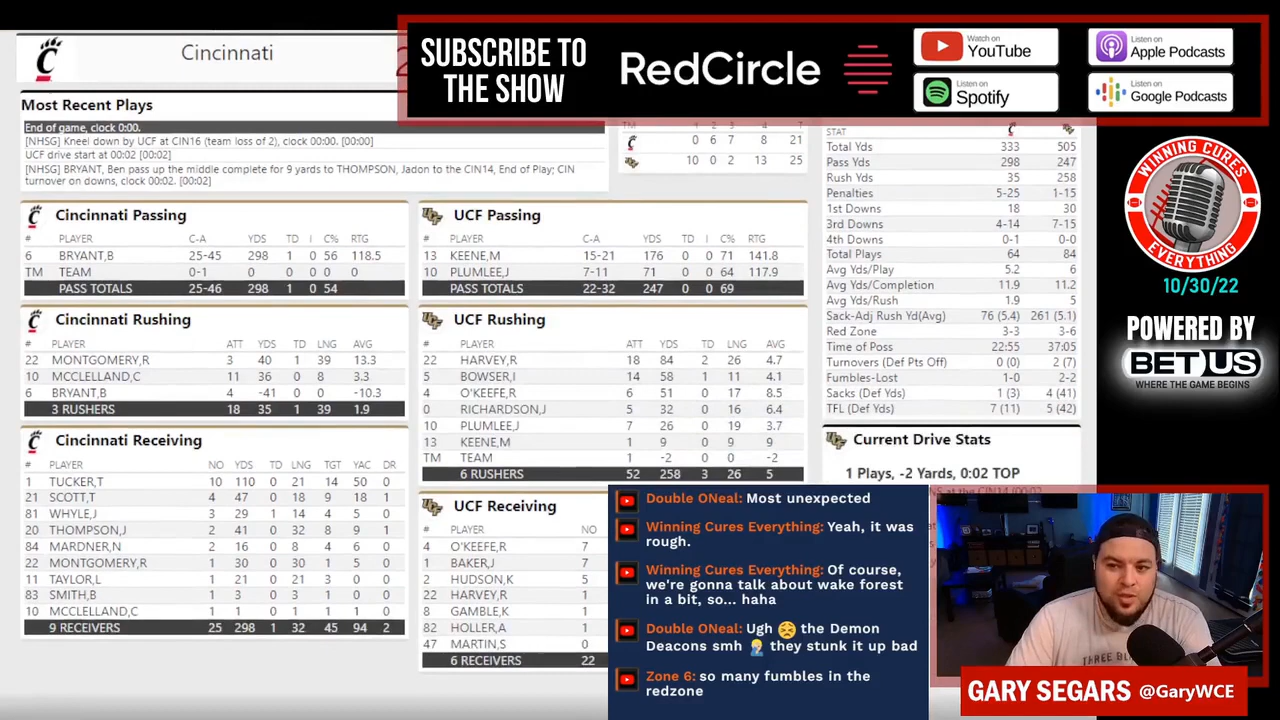 Cincinnati
2
SUBSCRIBE TO
THE SHOW
RedCircle
Watch on
YouTube
Listen on
Apple Podcasts
Listen on
Spotify
Listen on
Google Podcasts
Most Recent Plays
End of game, clock 0:00.
[NHSG] Kneel down by UCF at CIN16 (team loss of 2), clock 00:00. [00:00]
UCF drive start at 00:02 [00:02]
[NHSG] BRYANT, Ben pass up the middle complete for 9 yards to THOMPSON, Jadon to the CIN14, End of Play; CIN
turnover on downs, clock 00:02. [00:02]
TM 1 2 3 4 T
0 6 7 8 21
10 0 2 13 25
STAT
Total Yds 333 505
Pass Yds 298 247
Rush Yds 35 258
Penalties 5-25 1-15
1st Downs 18 30
3rd Downs 4-14 7-15
4th Downs 0-1 0-0
Total Plays 64 84
Avg Yds/Play 5.2 6
Avg Yds/Completion 11.9 11.2
Avg Yds/Rush 1.9 5
Sack-Adj Rush Yd(Avg) 76 (5.4) 261 (5.1)
Red Zone 3-3 3-6
Time of Poss 22:55 37:05
Turnovers (Def Pts Off) 0 (0) 2 (7)
Fumbles-Lost 1-0 2-2
Sacks (Def Yds) 1 (3) 4 (41)
TFL (Def Yds) 7 (11) 5 (42)
Cincinnati Passing
# PLAYER C-A YDS TD I C% RTG
6 BRYANT,B 25-45 298 1 0 56 118.5
TM TEAM 0-1 0 0 0 0 0
PASS TOTALS 25-46 298 1 0 54
UCF Passing
# PLAYER C-A YDS TD I C% RTG
13 KEENE,M 15-21 176 0 0 71 141.8
10 PLUMLEE,J 7-11 71 0 0 64 117.9
PASS TOTALS 22-32 247 0 0 69
Cincinnati Rushing
# PLAYER ATT YDS TD LNG AVG
22 MONTGOMERY,R 3 40 1 39 13.3
10 MCCLELLAND,C 11 36 0 8 3.3
6 BRYANT,B 4 -41 0 0 -10.3
3 RUSHERS 18 35 1 39 1.9
UCF Rushing
# PLAYER ATT YDS TD LNG AVG
22 HARVEY,R 18 84 2 26 4.7
5 BOWSER,I 14 58 1 11 4.1
4 O'KEEFE,R 6 51 0 17 8.5
0 RICHARDSON,J 5 32 0 16 6.4
10 PLUMLEE,J 7 26 0 19 3.7
13 KEENE,M 1 9 0 9 9
TM TEAM 1 -2 0 0 -2
6 RUSHERS 52 258 3 26 5
Cincinnati Receiving
# PLAYER NO YDS TD LNG TGT YAC DR
1 TUCKER,T 10 110 0 21 14 50 0
21 SCOTT,T 4 47 0 18 9 18 1
81 WHYLE,J 3 29 1 14 4 5 0
20 THOMPSON,J 2 41 0 32 8 9 1
84 MARDNER,N 2 16 0 8 4 6 0
22 MONTGOMERY,R 1 30 0 30 1 5 0
11 TAYLOR,L 1 21 0 21 3 0 0
83 SMITH,B 1 3 0 3 1 0 0
10 MCCLELLAND,C 1 1 0 1 1 1 0
9 RECEIVERS 25 298 1 32 45 94 2
UCF Receiving
# PLAYER NO
4 O'KEEFE,R 7
1 BAKER,J 7
2 HUDSON,K 5
22 HARVEY,R 1
8 GAMBLE,K 1
82 HOLLER,A 1
47 MARTIN,S 0
6 RECEIVERS 22
Current Drive Stats
1 Plays, -2 Yards, 0:02 TOP
Double ONeal: Most unexpected
Winning Cures Everything: Yeah, it was
rough.
Winning Cures Everything: Of course,
we're gonna talk about wake forest
in a bit, so... haha
Double ONeal: Ugh 😣 the Demon
Deacons smh 🤦 they stunk it up bad
Zone 6: so many fumbles in the
redzone
WINNING CURES
EVERYTHING
10/30/22
POWERED BY
BETUS
WHERE THE GAME BEGINS
GARY SEGARS @GaryWCE